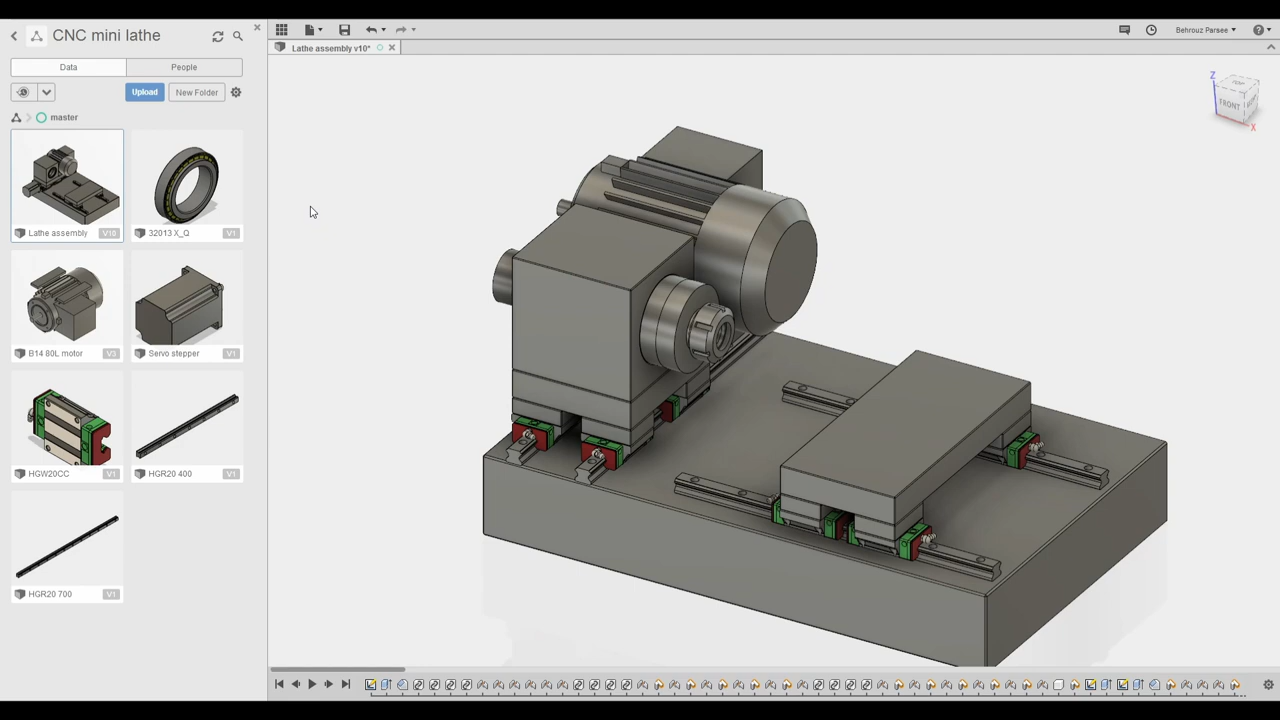 CNC mini lathe
Data
People
Upload
New Folder
master
Lathe assembly
V10
32013 X_Q
V1
B14 80L motor
V3
Servo stepper
V1
HGW20CC
V1
HGR20 400
V1
HGR20 700
V1
Lathe assembly v10*
Behrouz Parsee
Z
TOP
FRONT
X